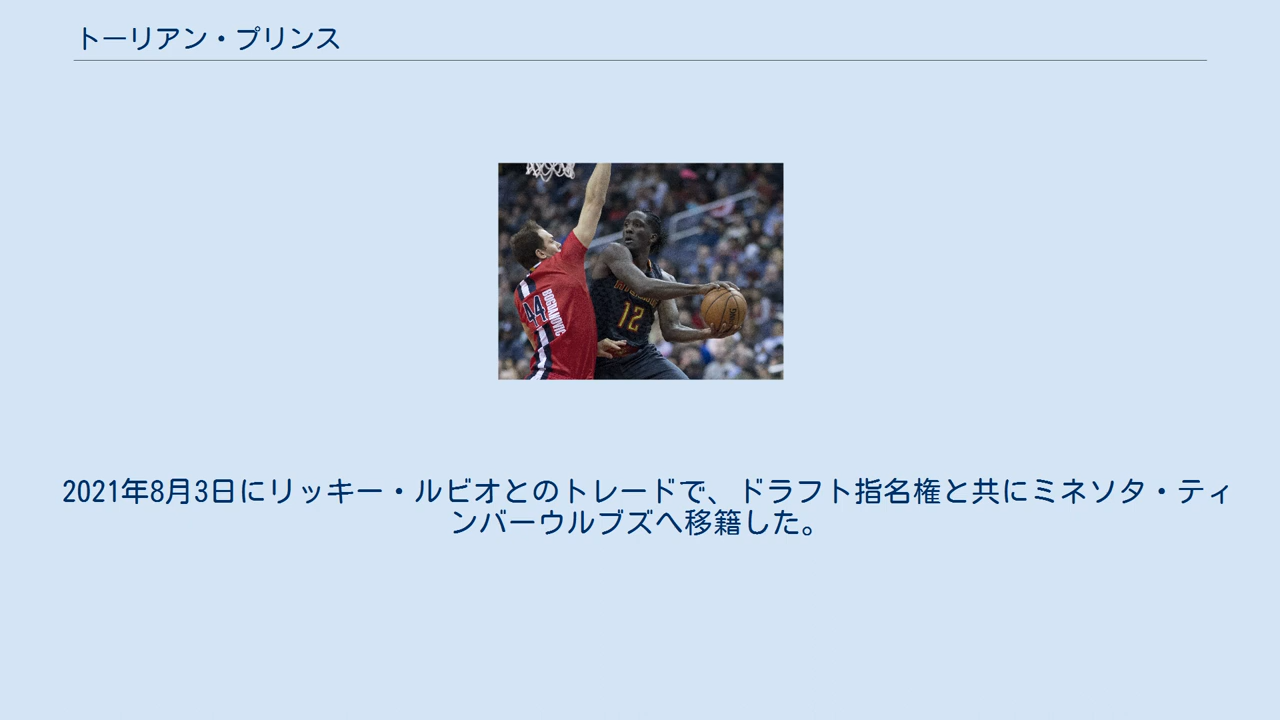 トーリアン・プリンス
44
BOGDANOVIC
12
2021年8月3日にリッキー・ルビオとのトレードで、ドラフト指名権と共にミネソタ・ティ
ンバーウルブズへ移籍した。